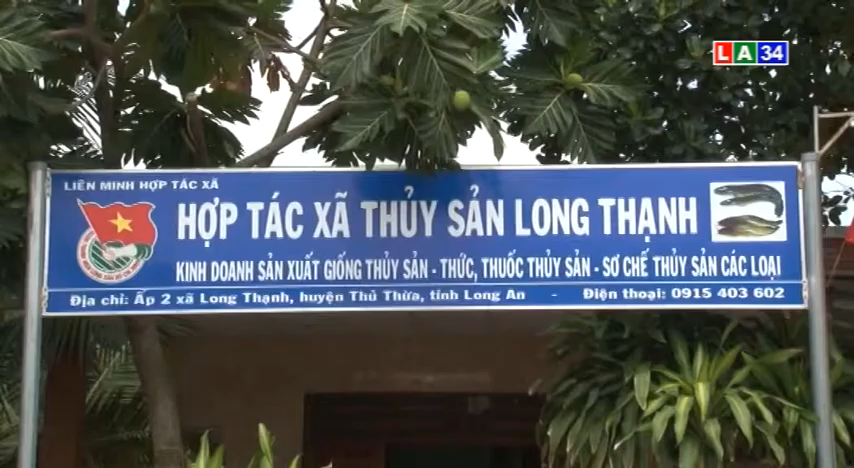 LA34
LIÊN MINH HỢP TÁC XÃ
HỢP TÁC XÃ THỦY SẢN LONG THẠNH
KINH DOANH SẢN XUẤT GIỐNG THỦY SẢN - THỨC, THUỐC THỦY SẢN - SƠ CHẾ THỦY SẢN CÁC LOẠI
Địa chỉ: Ấp 2 xã Long Thạnh, huyện Thủ Thừa, tỉnh Long An - Điện thoại: 0915 403 602